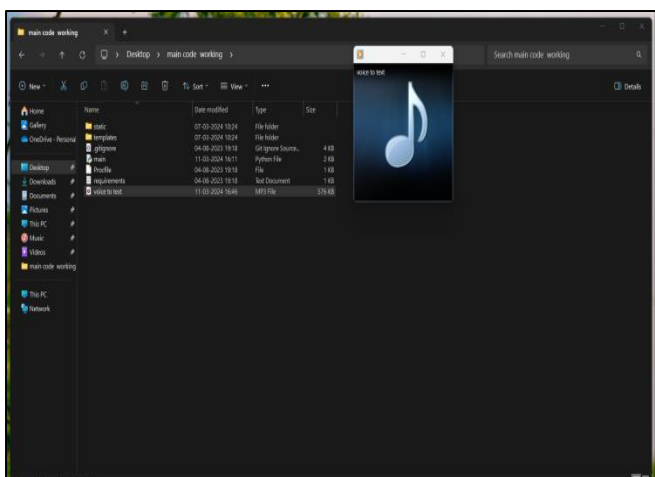 main code working
Desktop > main code working >
Search main code working
New
Sort
View
Details
Name Date modified Type Size
Home
Gallery
OneDrive - Personal
Desktop
Downloads
Documents
Pictures
This PC
Music
Videos
main code working
This PC
Network
static 07-03-2024 10:24 File folder
templates 07-03-2024 10:24 File folder
.gitignore 04-08-2023 19:18 Git Ignore Source... 4 KB
main 11-03-2024 16:11 Python File 2 KB
Procfile 04-08-2023 19:18 File 1 KB
requirements 04-08-2023 19:18 Text Document 1 KB
voice to text 11-03-2024 16:46 MP3 File 576 KB
voice to text